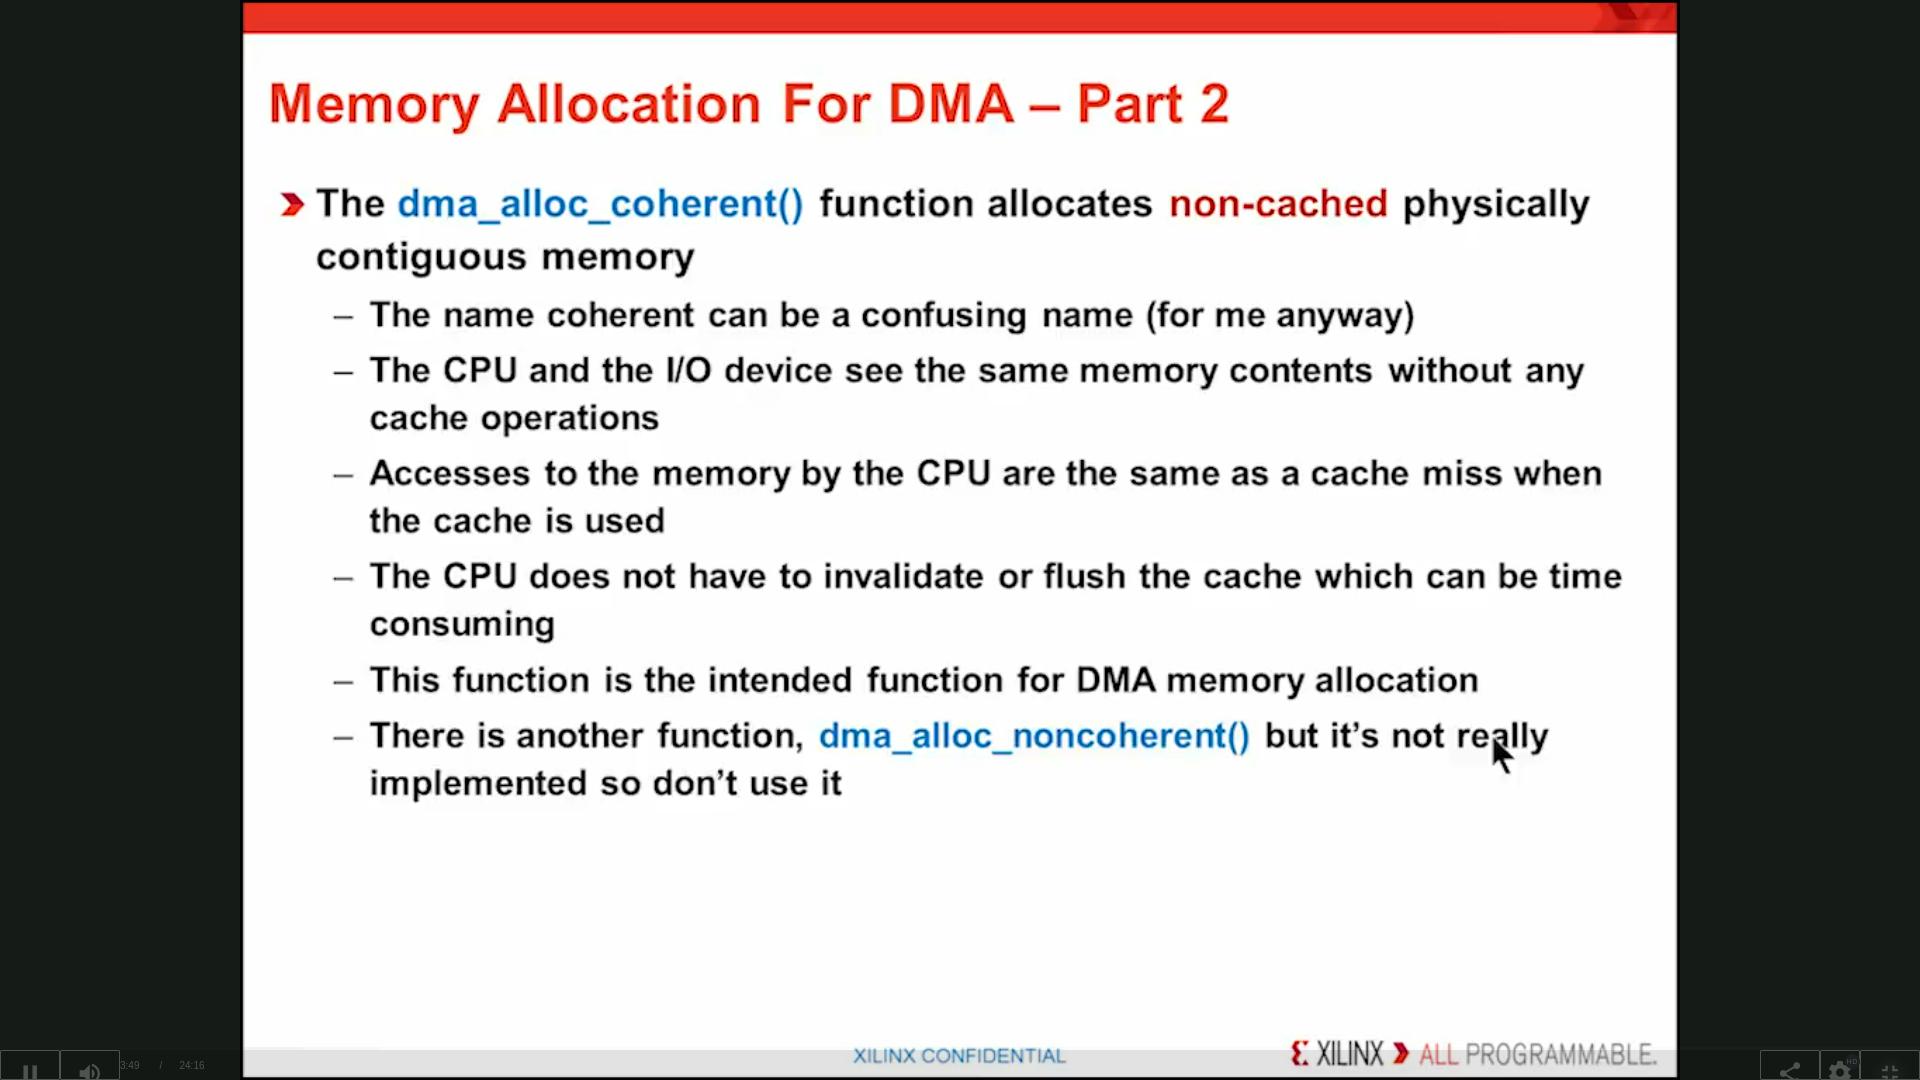 Memory Allocation For DMA – Part 2
The dma_alloc_coherent() function allocates non-cached physically
contiguous memory
– The name coherent can be a confusing name (for me anyway)
– The CPU and the I/O device see the same memory contents without any
cache operations
– Accesses to the memory by the CPU are the same as a cache miss when
the cache is used
– The CPU does not have to invalidate or flush the cache which can be time
consuming
– This function is the intended function for DMA memory allocation
– There is another function, dma_alloc_noncoherent() but it’s not really
implemented so don’t use it
XILINX CONFIDENTIAL
XILINX ALL PROGRAMMABLE.
3:49 / 24:16
HD